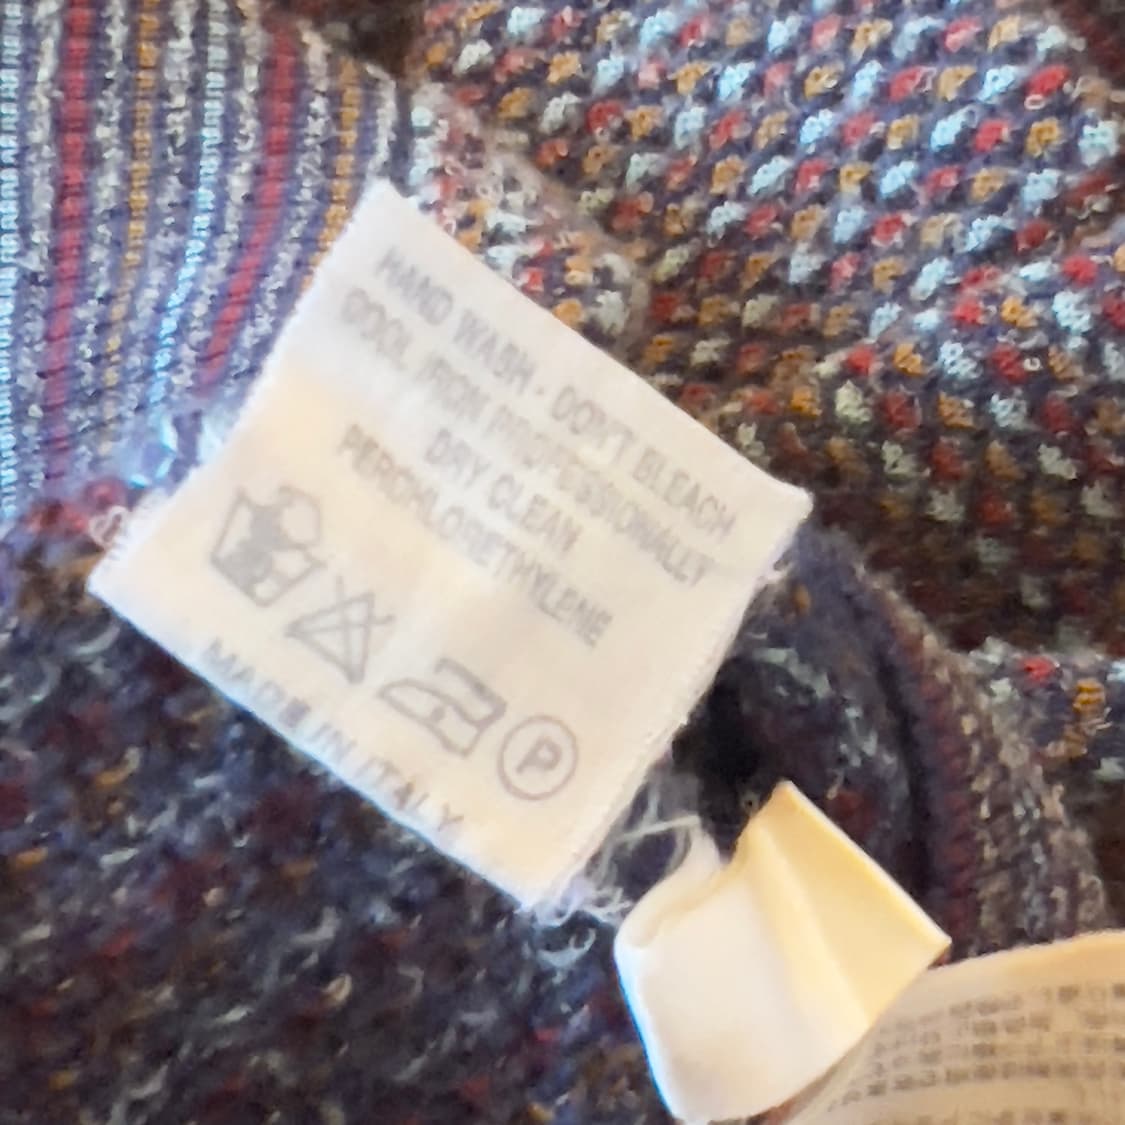 HAND WASH - DON'T BLEACH
COOL IRON PROFESSIONALLY
DRY CLEAN
PERCHLORETHYLENE
P
MADE IN ITALY